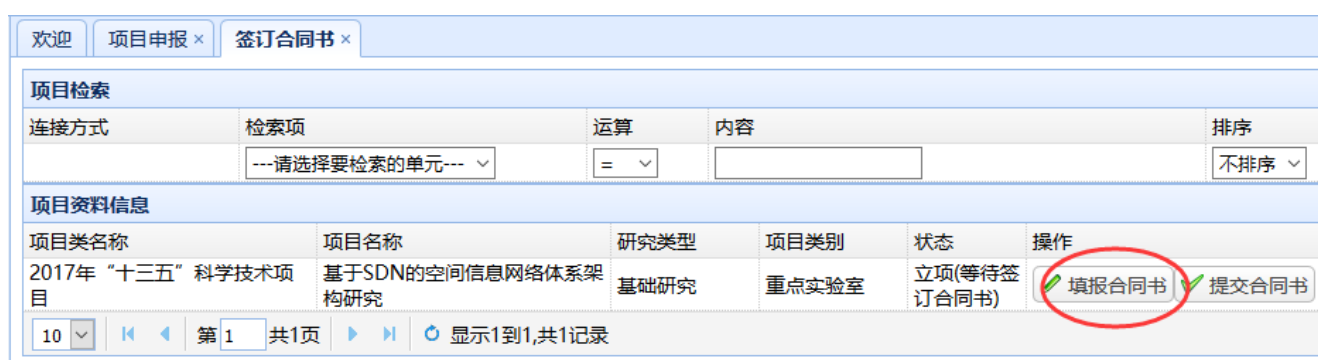 欢迎 项目申报 × 签订合同书 ×
项目检索
连接方式 检索项 运算 内容 排序
---请选择要检索的单元--- = 不排序
项目资料信息
项目类名称 项目名称 研究类型 项目类别 状态 操作
2017年“十三五”科学技术项目 基于SDN的空间信息网络体系架构研究 基础研究 重点实验室 立项(等待签订合同书) 填报合同书 提交合同书
10 第 1 共1页 显示1到1,共1记录